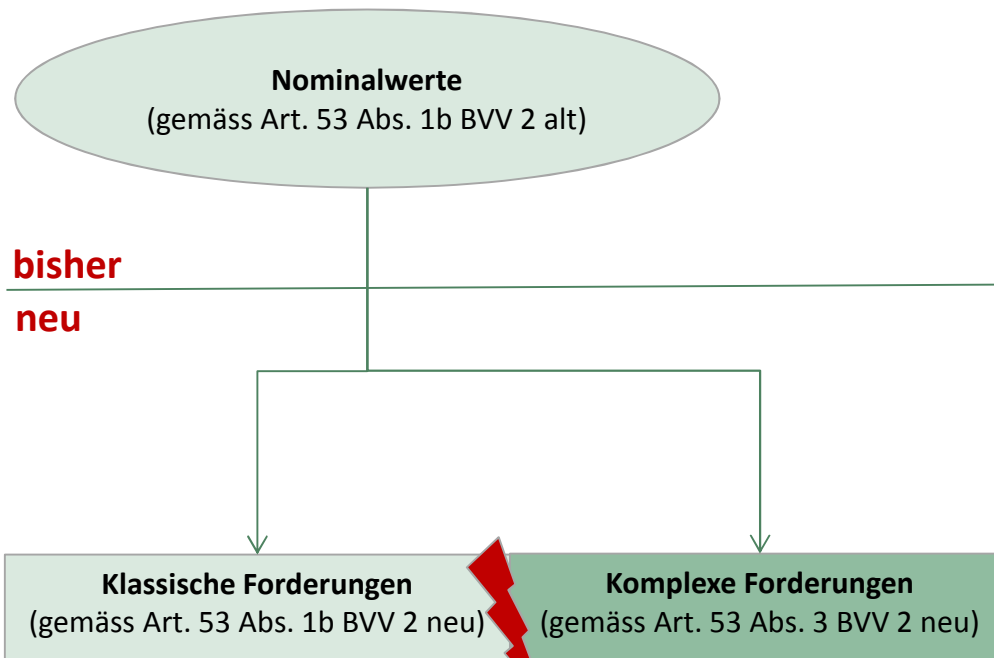 Nominalwerte
(gemäss Art. 53 Abs. 1b BVV 2 alt)
bisher
neu
Klassische Forderungen
(gemäss Art. 53 Abs. 1b BVV 2 neu)
Komplexe Forderungen
(gemäss Art. 53 Abs. 3 BVV 2 neu)